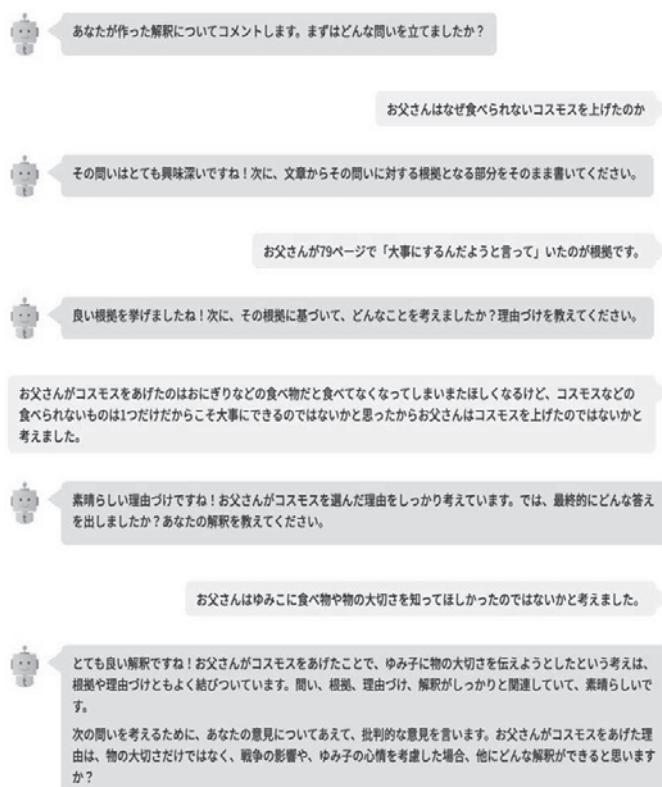 あなたが作った解釈についてコメントします。まずはどんな問いを立てましたか？
お父さんはなぜ食べられないコスモスを上げたのか
その問いはとても興味深いですね！次に、文章からその問いに対する根拠となる部分をそのまま書いてください。
お父さんが79ページで「大事にするんだようと言って」いたのが根拠です。
良い根拠を挙げましたね！次に、その根拠に基づいて、どんなことを考えましたか？理由づけを教えてください。
お父さんがコスモスをあげたのはおにぎりなどの食べ物だと食べてなくなってしまいまたほしくなるけど、コスモスなどの
食べられないものは1つだけだからこそ大事にできるのではないかと思ったからお父さんはコスモスを上げたのではないかと
考えました。
素晴らしい理由づけですね！お父さんがコスモスを選んだ理由をしっかり考えています。では、最終的にどんな答え
を出しましたか？あなたの解釈を教えてください。
お父さんはゆみこに食べ物や物の大切さを知ってほしかったのではないかと考えました。
とても良い解釈ですね！お父さんがコスモスをあげたことで、ゆみ子に物の大切さを伝えようとしたという考えは、
根拠や理由づけともよく結びついています。問い、根拠、理由づけ、解釈がしっかりと関連していて、素晴らしいで
す。
次の問いを考えるために、あなたの意見についてあえて、批判的な意見を言います。お父さんがコスモスをあげた理
由は、物の大切さだけではなく、戦争の影響や、ゆみ子の心情を考慮した場合、他にどんな解釈ができると思います
か？